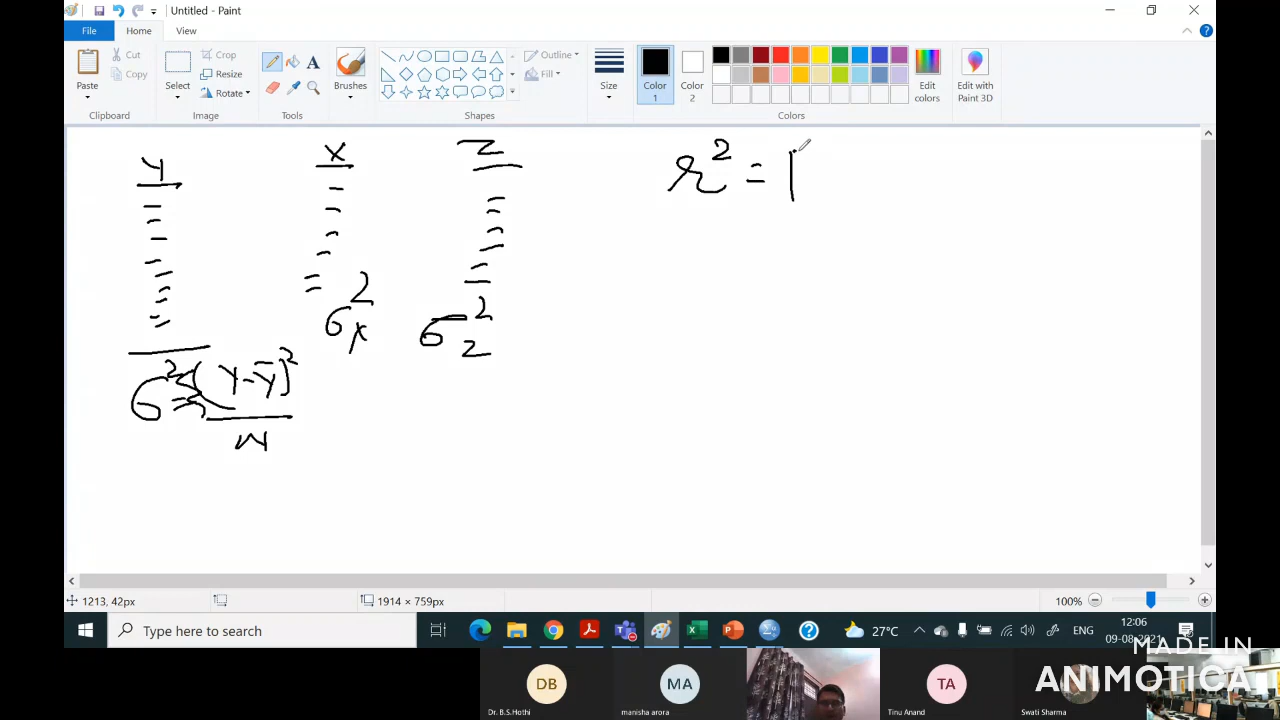 Untitled - Paint
File Home View
Paste
Cut
Copy
Clipboard
Select
Crop
Resize
Rotate
Image
Tools
Brushes
Shapes
Outline
Fill
Size
Color 1
Color 2
Edit colors
Edit with Paint 3D
Colors
Y X Z
r² =
σ²x σ²z
σ² = Σ(Y-Ȳ)²
N
1213, 42px
1914 × 759px
100%
Type here to search
27°C
ENG
12:06
09-08-2021
MADE IN
ANIMOTICA
DB
Dr. B.S.Hothi
MA
manisha arora
TA
Tinu Anand
Swati Sharma